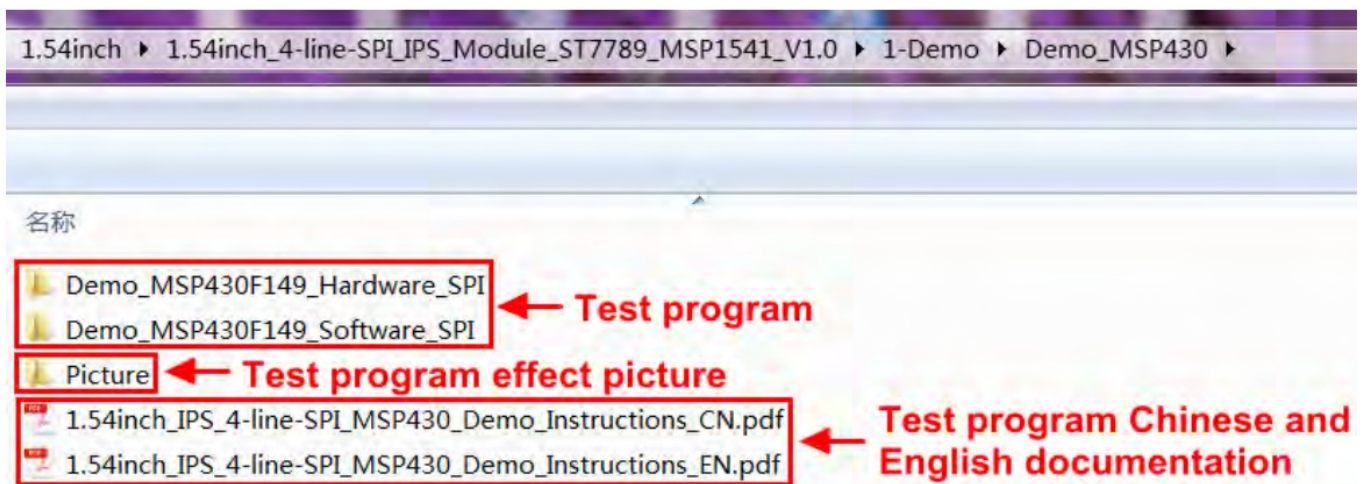 1.54inch ▸ 1.54inch_4-line-SPI_IPS_Module_ST7789_MSP1541_V1.0 ▸ 1-Demo ▸ Demo_MSP430 ▸
名称
Demo_MSP430F149_Hardware_SPI
Test program
Demo_MSP430F149_Software_SPI
Picture
Test program effect picture
1.54inch_IPS_4-line-SPI_MSP430_Demo_Instructions_CN.pdf
1.54inch_IPS_4-line-SPI_MSP430_Demo_Instructions_EN.pdf
Test program Chinese and
English documentation